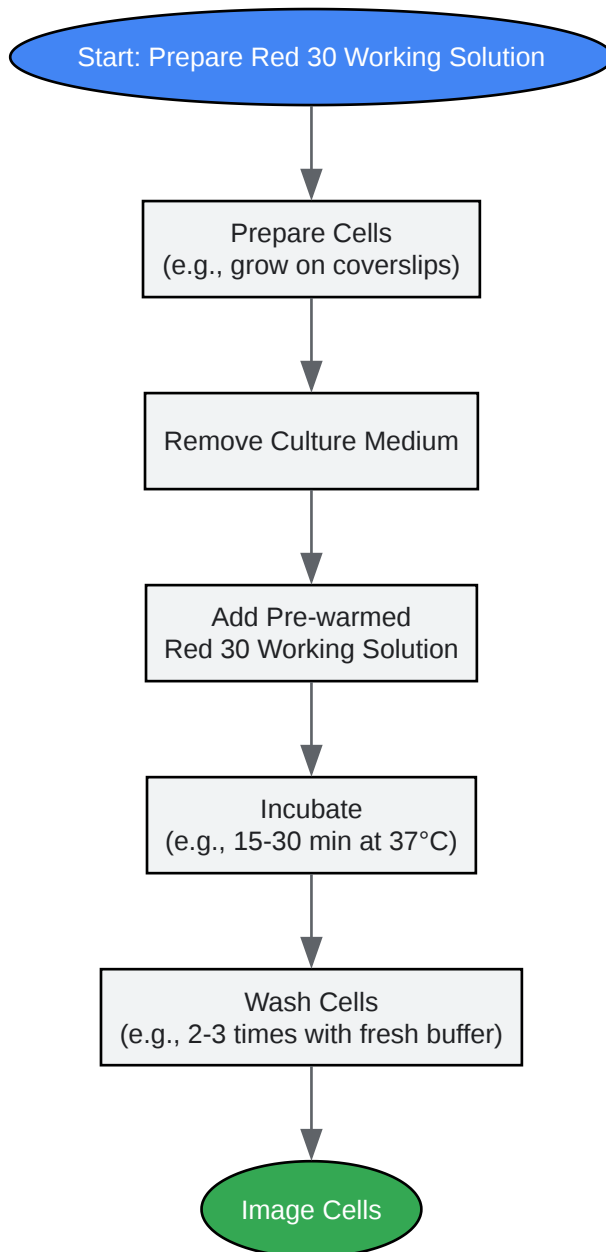 Start: Prepare Red 30 Working Solution
Prepare Cells
(e.g., grow on coverslips)
Remove Culture Medium
Add Pre-warmed
Red 30 Working Solution
Incubate
(e.g., 15-30 min at 37°C)
Wash Cells
(e.g., 2-3 times with fresh buffer)
Image Cells